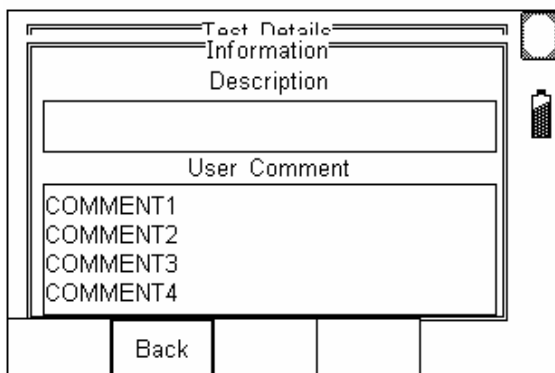 Test Details
Information
Description
User Comment
COMMENT1
COMMENT2
COMMENT3
COMMENT4
Back